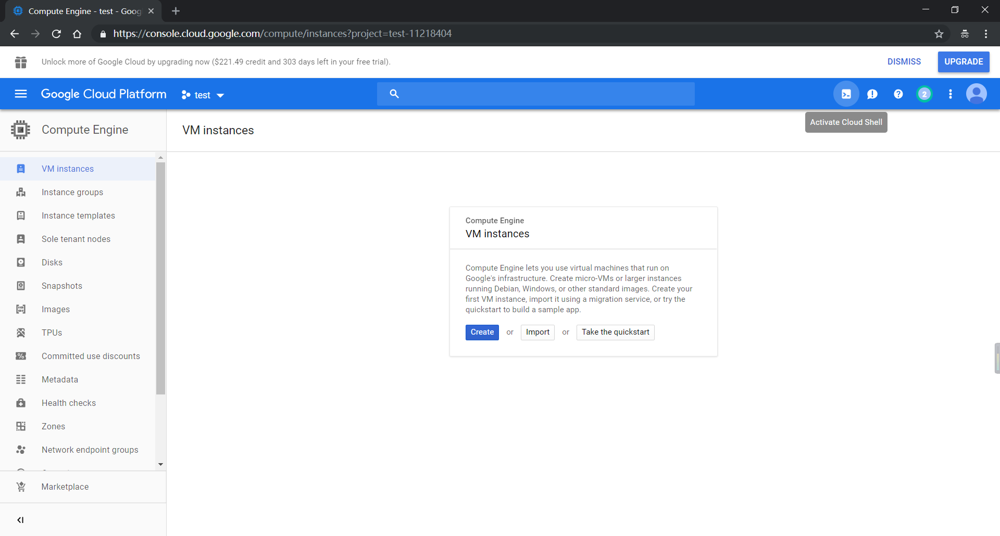 Compute Engine - test - Goog
https://console.cloud.google.com/compute/instances?project=test-11218404
Unlock more of Google Cloud by upgrading now ($221.49 credit and 303 days left in your free trial).
DISMISS
UPGRADE
Google Cloud Platform
test
2
Activate Cloud Shell
Compute Engine
VM instances
VM instances
Instance groups
Instance templates
Sole tenant nodes
Disks
Snapshots
Images
TPUs
Committed use discounts
Metadata
Health checks
Zones
Network endpoint groups
Marketplace
Compute Engine
VM instances
Compute Engine lets you use virtual machines that run on
Google's infrastructure. Create micro-VMs or larger instances
running Debian, Windows, or other standard images. Create your
first VM instance, import it using a migration service, or try the
quickstart to build a sample app.
Create or Import or Take the quickstart